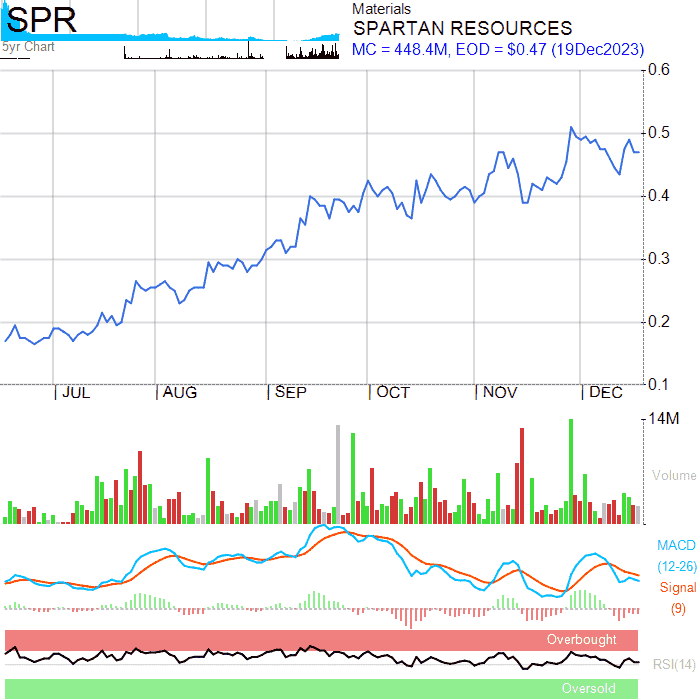 SPR
5yr Chart
Materials
SPARTAN RESOURCES
MC = 448.4M, EOD = $0.47 (19Dec2023)
0.6
0.5
0.4
0.3
0.2
0.1
JUL AUG SEP OCT NOV DEC
14M
Volume
MACD
(12-26)
Signal
(9)
Overbought
RSI(14)
Oversold